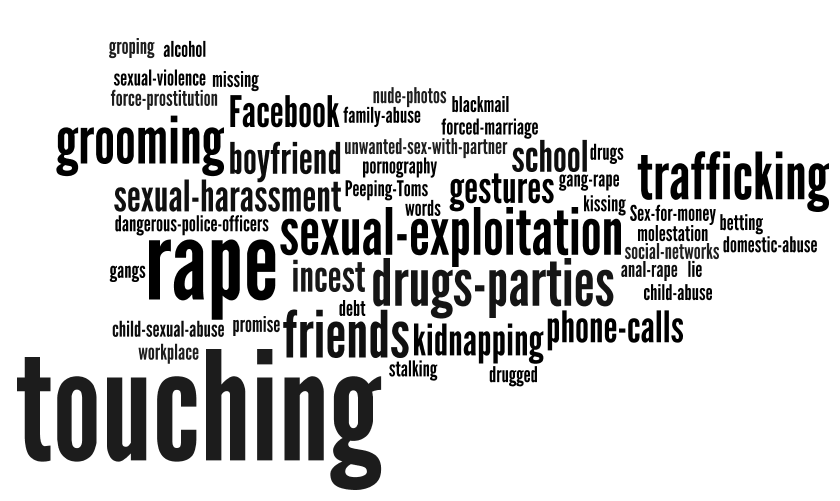 groping alcohol
sexual-violence missing
force-prostitution
nude-photos
blackmail
Facebook
family-abuse
forced-marriage
grooming
boyfriend
unwanted-sex-with-partner
school
drugs
pornography
trafficking
sexual-harassment
Peeping-Toms
gestures
gang-rape
words
kissing
Sex-for-money
betting
dangerous-police-officers
sexual-exploitation
molestation
social-networks
domestic-abuse
gangs
rape
incest
drugs-parties
anal-rape
lie
child-abuse
debt
child-sexual-abuse
promise
friends
kidnapping
phone-calls
workplace
stalking
drugged
touching